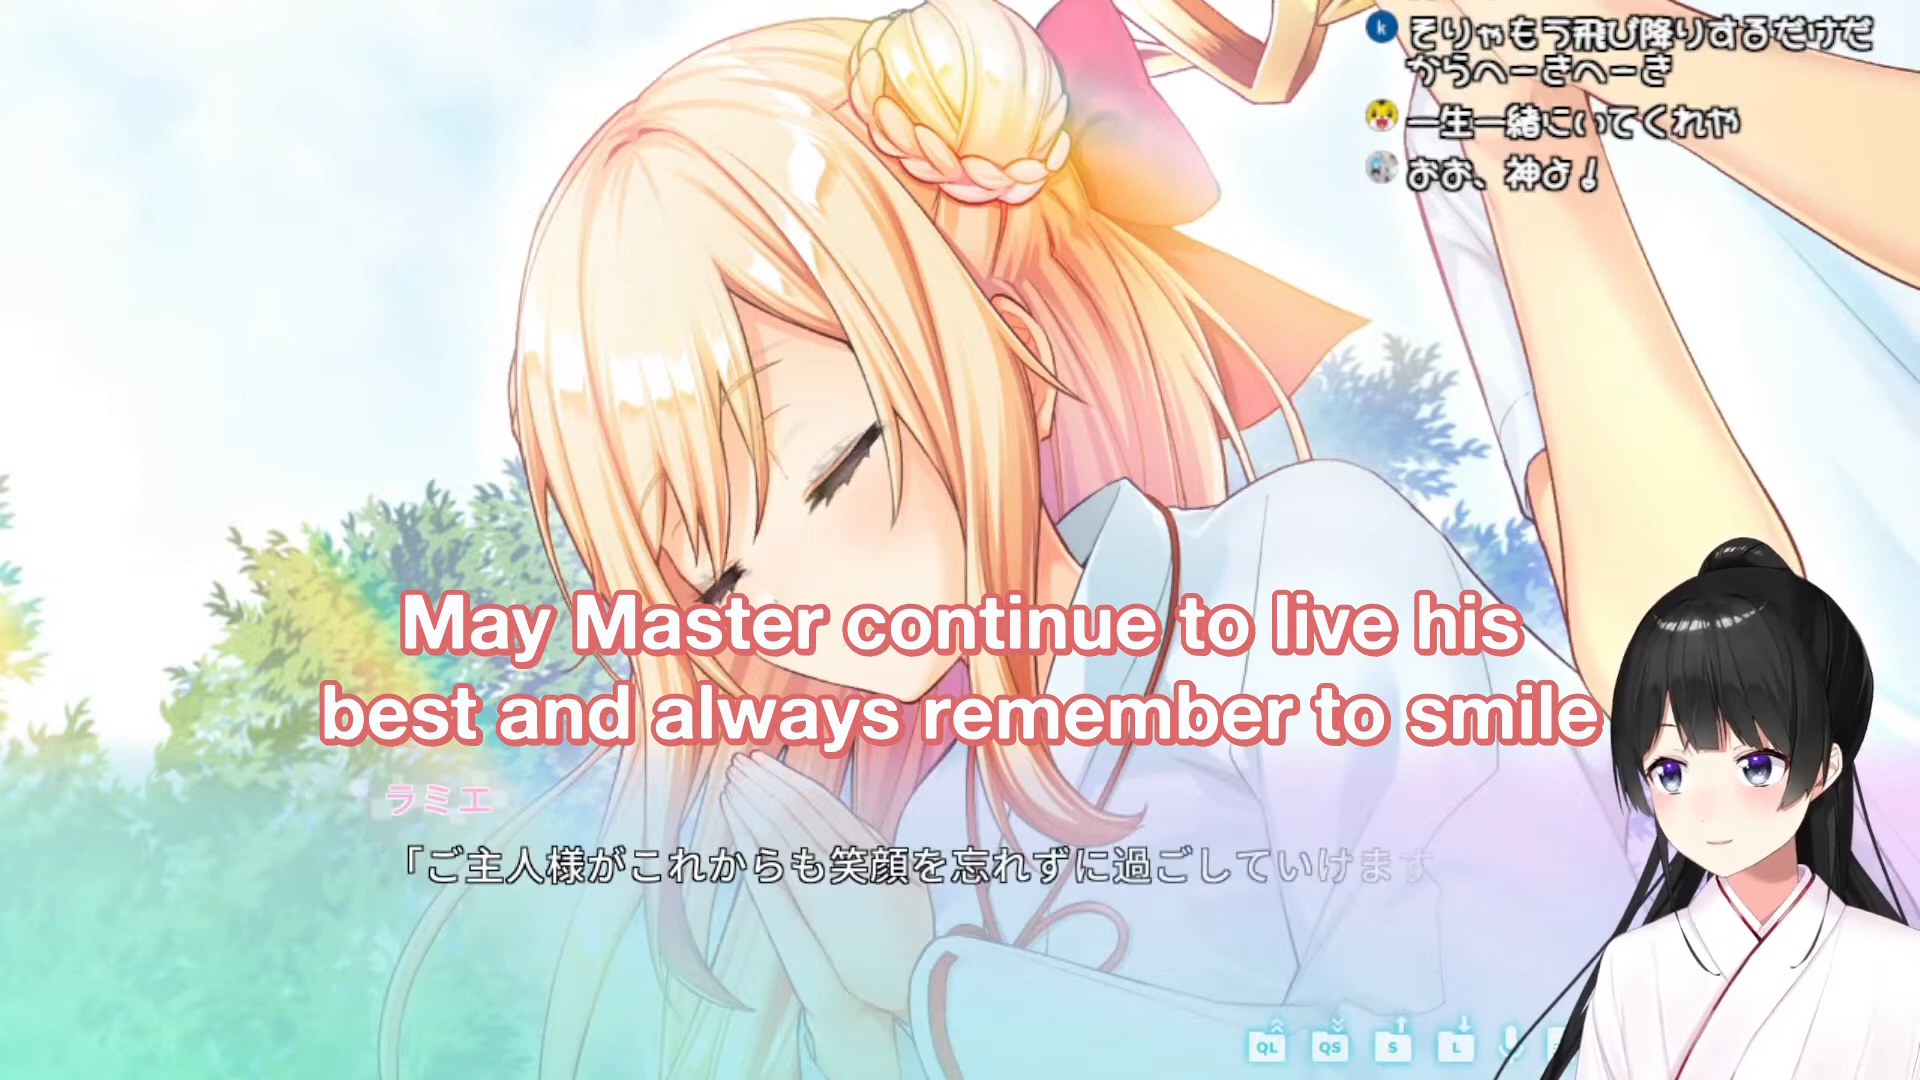 k
そりゃもう飛び降りするだけだ
からへーきへーき
一生一緒にいてくれや
おお、神よ！
May Master continue to live his
best and always remember to smile
ラミエ
「ご主人様がこれからも笑顔を忘れずに過ごしていけます
QL QS S L